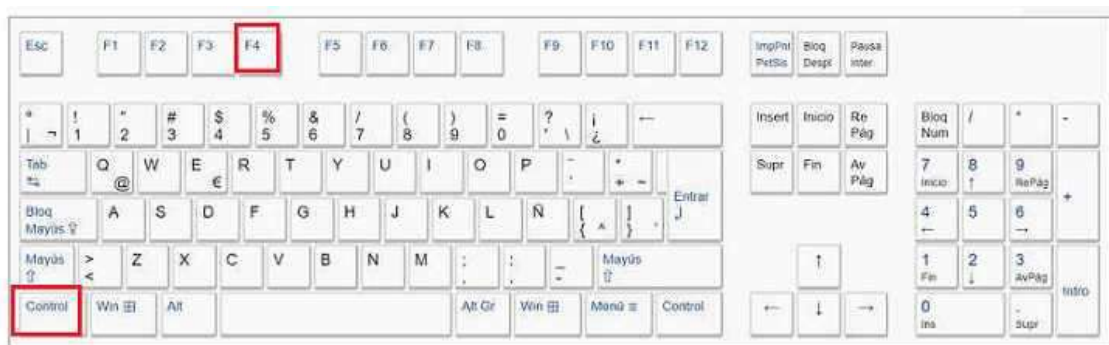 Esc F1 F2 F3 F4 F5 F6 F7 F8 F9 F10 F11 F12 ImpPnt Bloq Pausa
PetSis Despl Inter
° ! " # $ % & / ( ) = ? ¡ ← Insert Inicio Re Bloq / * -
| ¬ 1 2 3 4 5 6 7 8 9 0 ' \ ¿ Pág Num
Tab Q W E R T Y U I O P ¨ * Supr Fin Av 7 8 9
@ € + ~ Entrar Pág Inicio ↑ RePág +
Bloq A S D F G H J K L Ñ [ ] 4 5 6
Mayús ⇧ { ^ } ← →
Mayús > Z X C V B N M ; : _ Mayús ↑ 1 2 3
⇧ < , . - ⇧ Fin ↓ AvPág Intro
Control Win ⊞ Alt Alt Gr Win ⊞ Menú ≡ Control ← ↓ → 0 .
Ins Supr